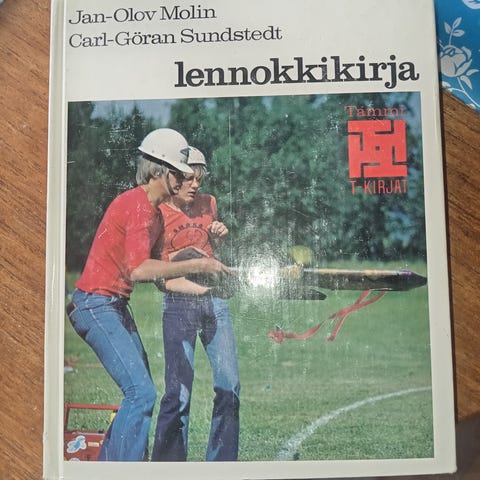 Jan-Olov Molin
Carl-Göran Sundstedt
lennokkikirja
Tammi
T-KIRJAT